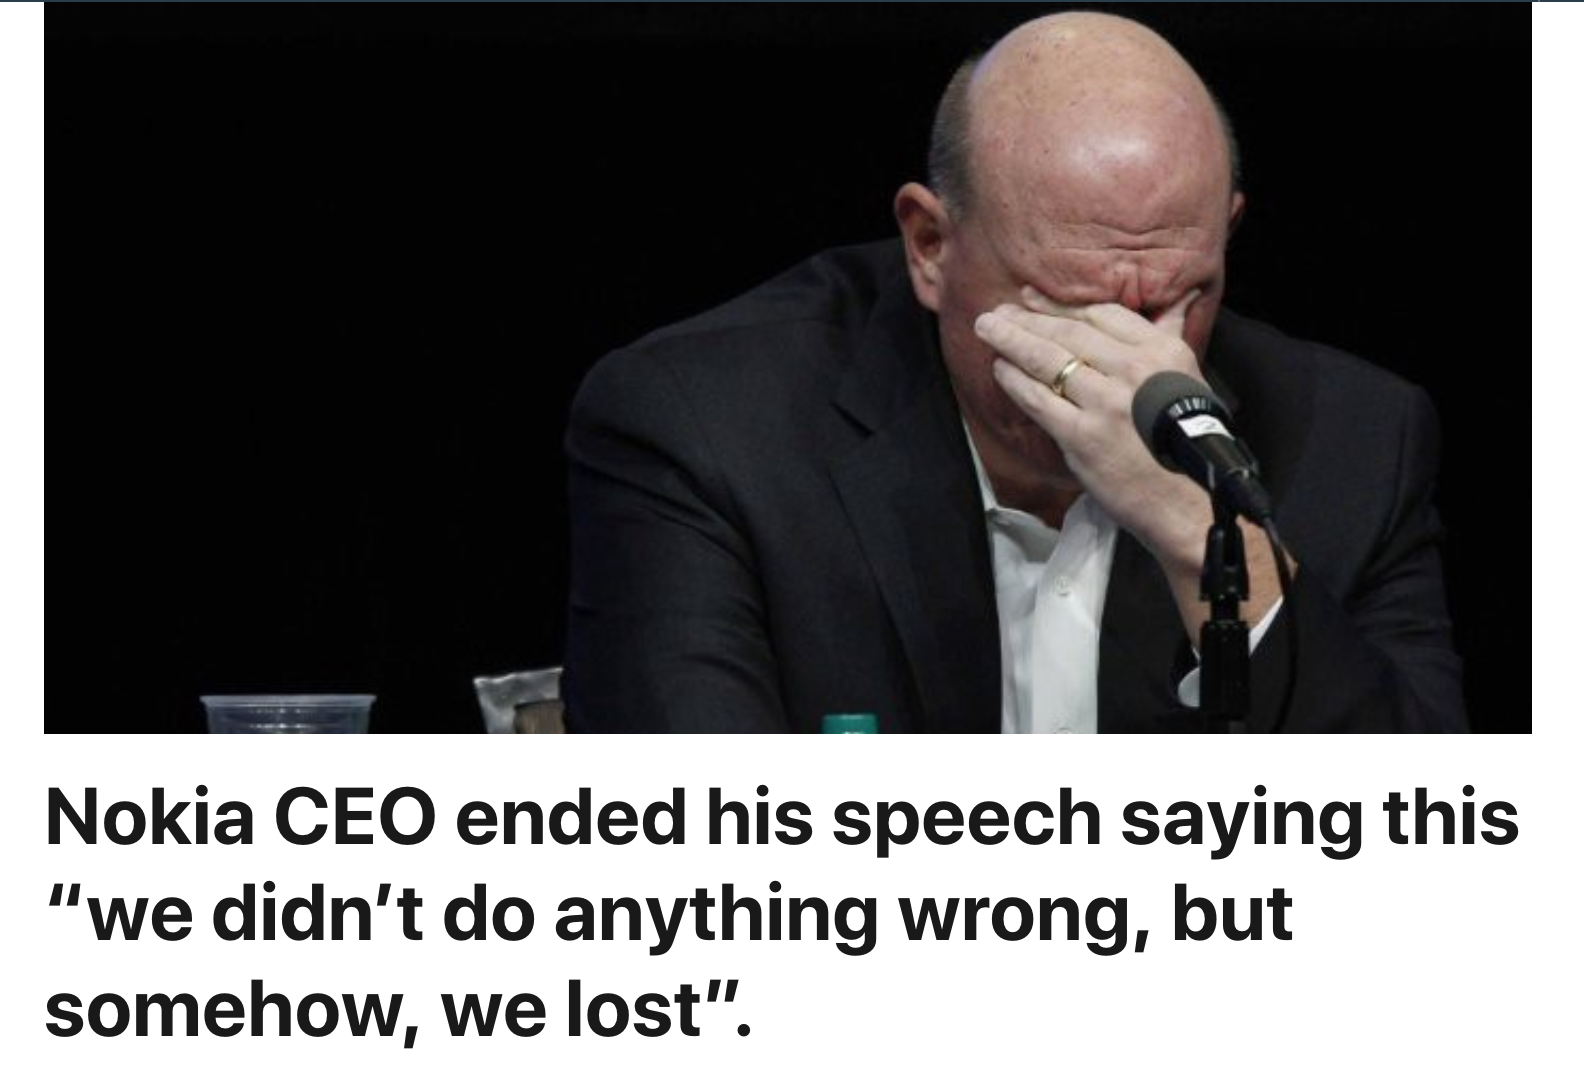 Nokia CEO ended his speech saying this
“we didn’t do anything wrong, but
somehow, we lost”.